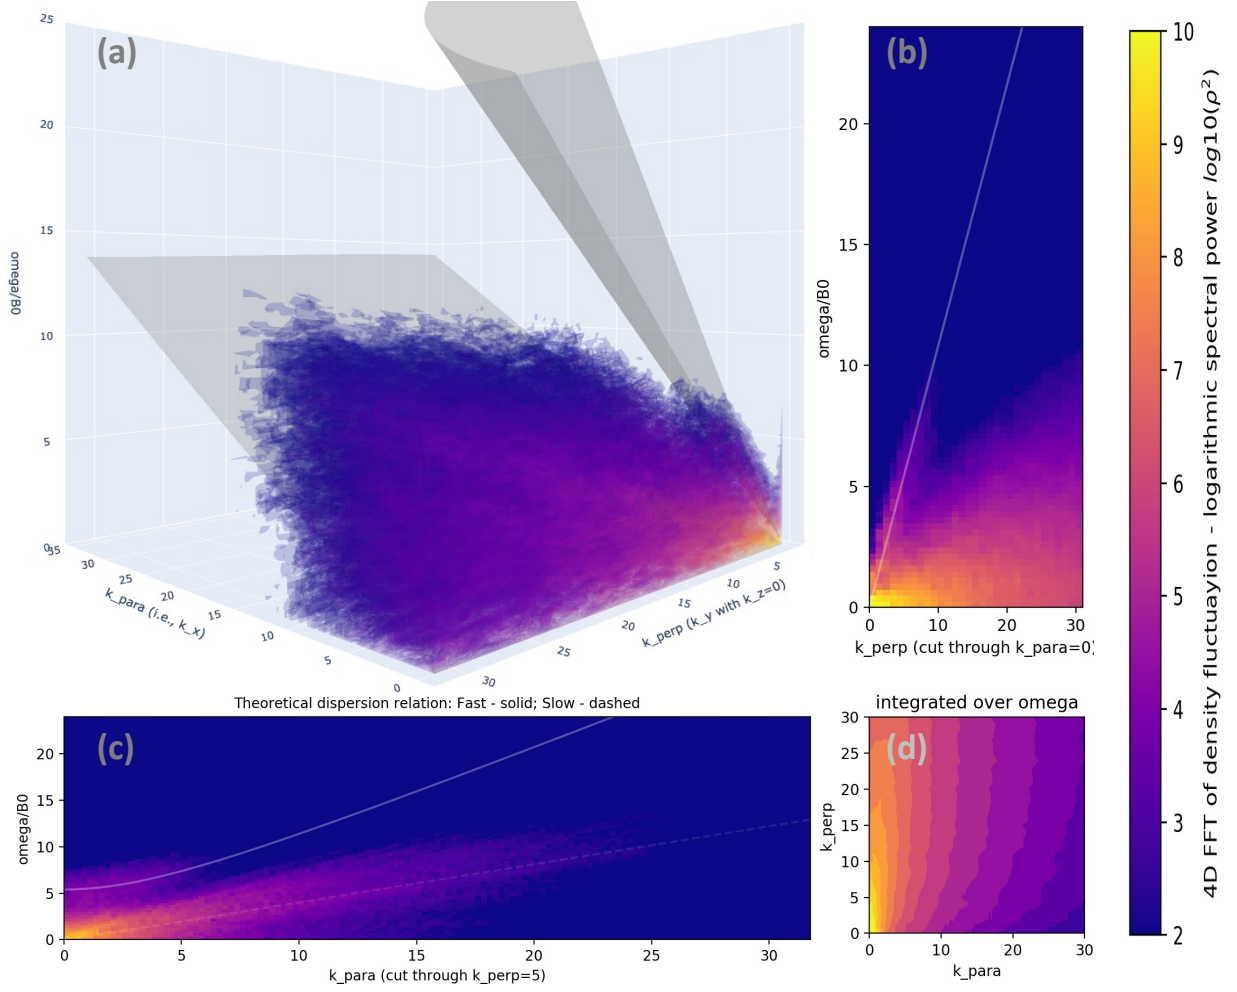 (a)
25
20
15
10
5
0
omega/B0
35
30
25
20
15
10
5
0
k_para (i.e., k_x)
5
10
15
20
25
30
k_perp (k_y with k_z=0)
(b)
20
15
10
5
0
omega/B0
0 10 20 30
k_perp (cut through k_para=0)
10
9
8
7
6
5
4
3
2
4D FFT of density fluctuayion - logarithmic spectral power log10(ρ²)
Theoretical dispersion relation: Fast - solid; Slow - dashed
(c)
20
15
10
5
0
omega/B0
0 5 10 15 20 25 30
k_para (cut through k_perp=5)
integrated over omega
(d)
30
25
20
15
10
5
0
k_perp
0 10 20 30
k_para